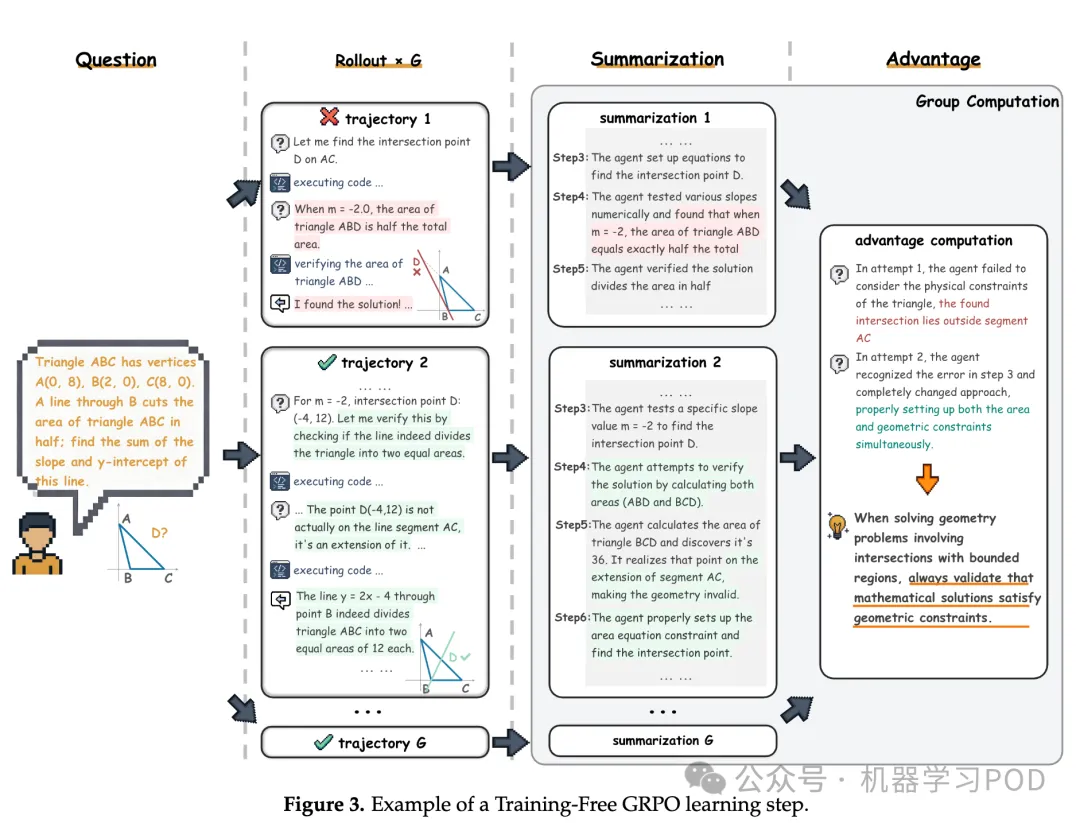 Question
Rollout × G
Summarization
Advantage
Group Computation
Triangle ABC has vertices
A(0, 8), B(2, 0), C(8, 0).
A line through B cuts the
area of triangle ABC in
half; find the sum of the
slope and y-intercept of
this line.
A
D?
B
C
trajectory 1
? Let me find the intersection point
D on AC.
executing code ...
? When m = -2.0, the area of
triangle ABD is half the total
area.
verifying the area of
triangle ABD ...
I found the solution! ...
D
A
B
C
trajectory 2
... ...
? For m = -2, intersection point D:
(-4, 12). Let me verify this by
checking if the line indeed divides
the triangle into two equal areas.
executing code ...
? ... The point D(-4,12) is not
actually on the line segment AC,
it's an extension of it. ...
executing code ...
The line y = 2x - 4 through
point B indeed divides
triangle ABC into two
equal areas of 12 each.
... ...
A
D
B
C
...
trajectory G
summarization 1
... ...
Step3: The agent set up equations to
find the intersection point D.
Step4: The agent tested various slopes
numerically and found that when
m = -2, the area of triangle ABD
equals exactly half the total
Step5: The agent verified the solution
divides the area in half
... ...
summarization 2
... ...
Step3: The agent tests a specific slope
value m = -2 to find the
intersection point D.
Step4: The agent attempts to verify
the solution by calculating both
areas (ABD and BCD).
Step5: The agent calculates the area of
triangle BCD and discovers it's
36. It realizes that point on the
extension of segment AC,
making the geometry invalid.
Step6: The agent properly sets up the
area equation constraint and
find the intersection point.
... ...
...
summarization G
advantage computation
? In attempt 1, the agent failed to
consider the physical constraints
of the triangle, the found
intersection lies outside segment
AC
? In attempt 2, the agent
recognized the error in step 3 and
completely changed approach,
properly setting up both the area
and geometric constraints
simultaneously.
When solving geometry
problems involving
intersections with bounded
regions, always validate that
mathematical solutions satisfy
geometric constraints.
公众号 · 机器学习POD
Figure 3. Example of a Training-Free GRPO learning step.